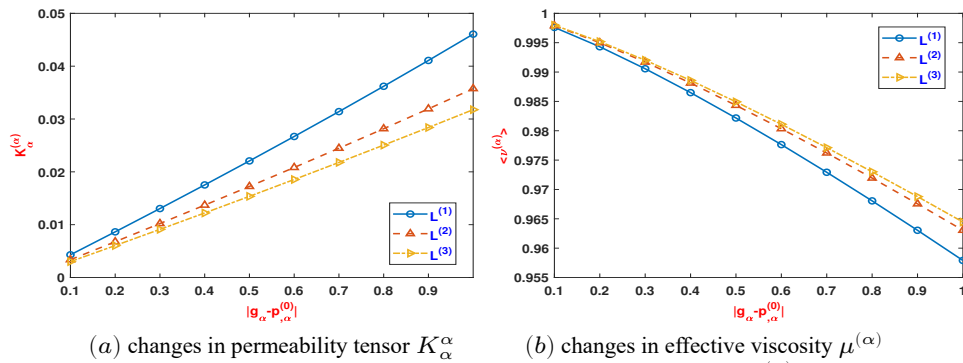 0.05
0.04
0.03
0.02
0.01
0
K_α^(α)
0.1 0.2 0.3 0.4 0.5 0.6 0.7 0.8 0.9
|g_α-p_,α^(0)|
L^(1)
L^(2)
L^(3)
(a) changes in permeability tensor K_α^α
1
0.995
0.99
0.985
0.98
0.975
0.97
0.965
0.96
0.955
<ν^(α)>
0.1 0.2 0.3 0.4 0.5 0.6 0.7 0.8 0.9 1
|g_α-p_,α^(0)|
L^(1)
L^(2)
L^(3)
(b) changes in effective viscosity μ^(α)